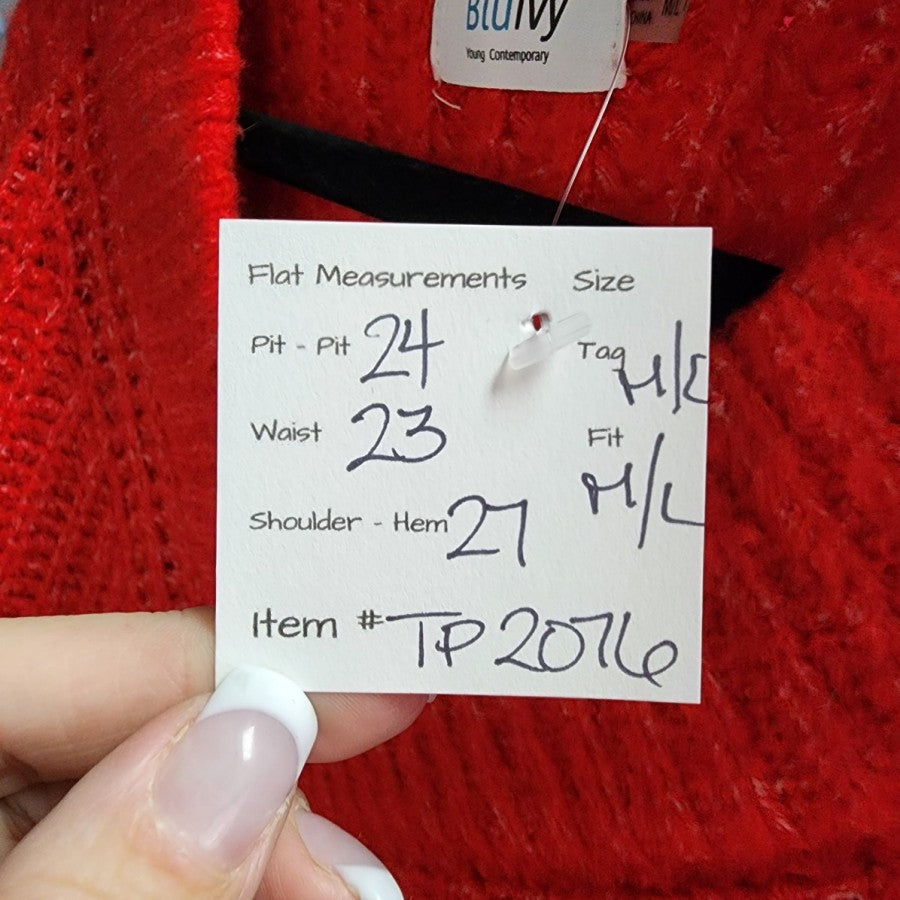 BluIvy
Young Contemporary
Flat Measurements Size
Pit - Pit 24 Tag M/L
Waist 23 Fit M/L
Shoulder - Hem 27
Item # TP2076